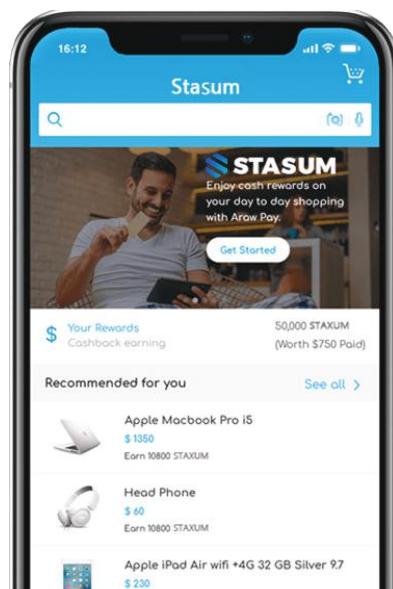 16:12
Stasum
STASUM
Enjoy cash rewards on
your day to day shopping
with Araw Pay.
Get Started
$ Your Rewards
Cashback earning
50,000 STAXUM
(Worth $750 Paid)
Recommended for you
See all >
Apple Macbook Pro i5
$ 1350
Earn 10800 STAXUM
Head Phone
$ 60
Earn 10800 STAXUM
Apple iPad Air wifi +4G 32 GB Silver 9.7
$ 230